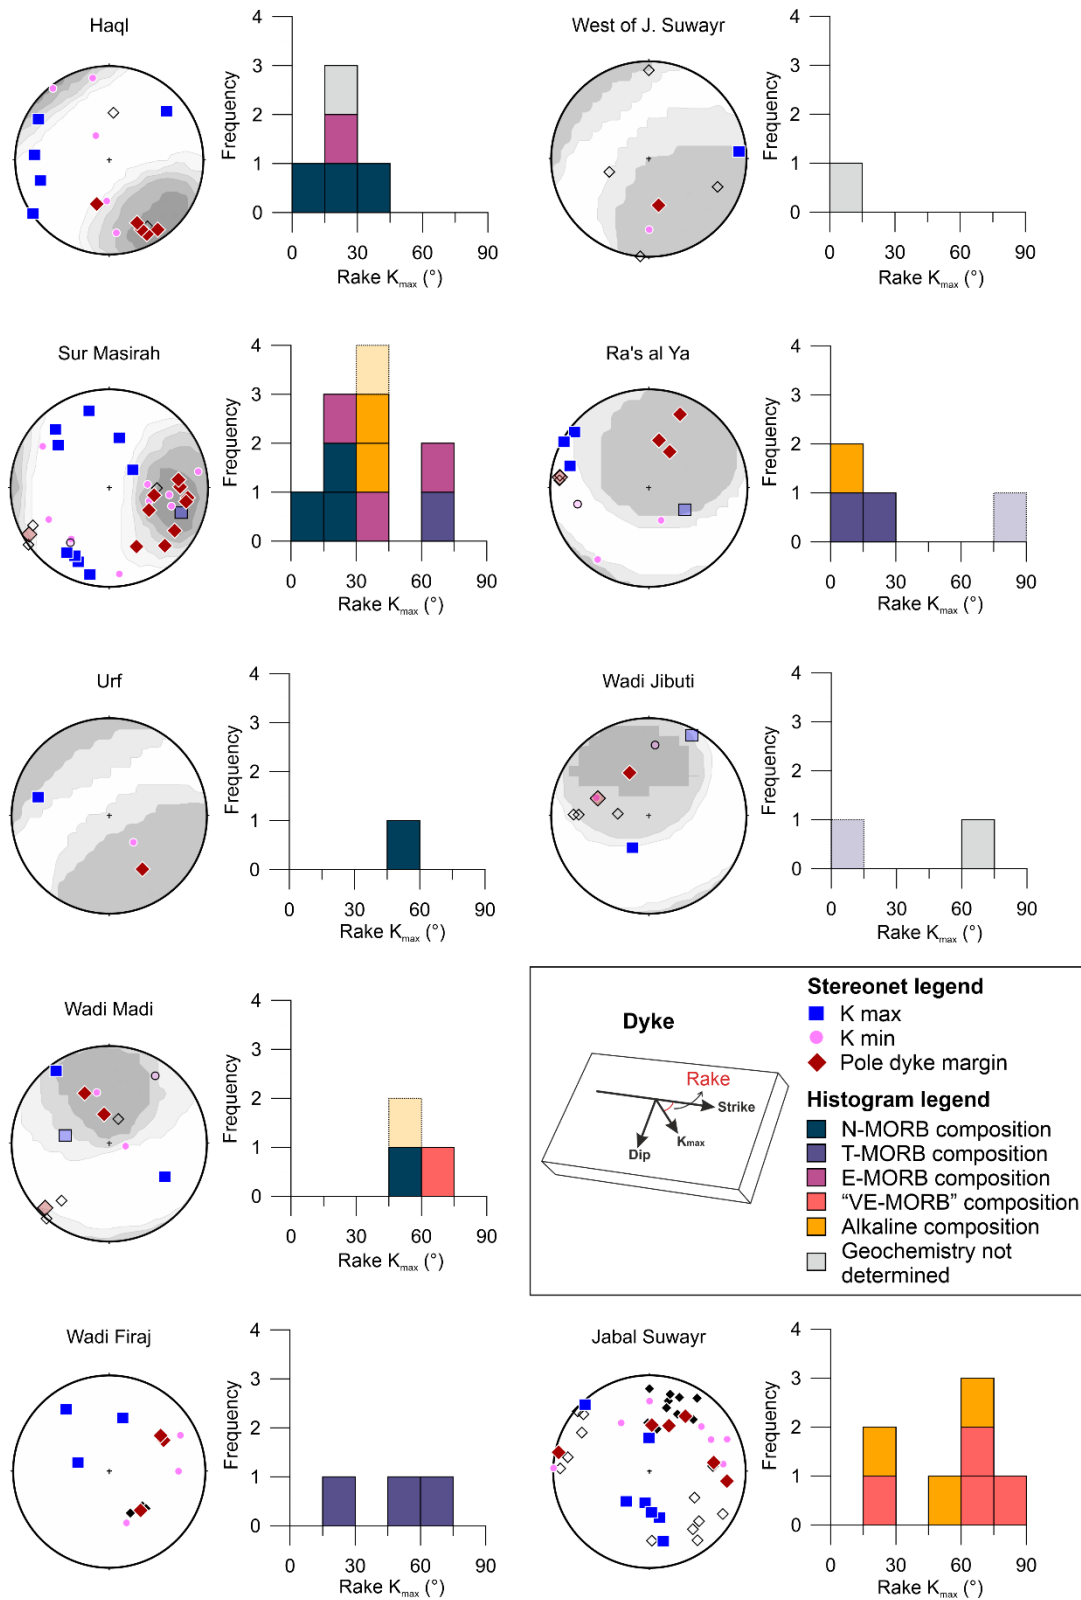 Haql
4
3
2
1
0
Frequency
0
30
60
90
Rake Kmax (°)
West of J. Suwayr
4
3
2
1
0
Frequency
0
30
60
90
Rake Kmax (°)
Sur Masirah
4
3
2
1
0
Frequency
0
30
60
90
Rake Kmax (°)
Ra's al Ya
4
3
2
1
0
Frequency
0
30
60
90
Rake Kmax (°)
Urf
4
3
2
1
0
Frequency
0
30
60
90
Rake Kmax (°)
Wadi Jibuti
4
3
2
1
0
Frequency
0
30
60
90
Rake Kmax (°)
Wadi Madi
4
3
2
1
0
Frequency
0
30
60
90
Rake Kmax (°)
Dyke
Rake
Strike
Kmax
Dip
Stereonet legend
K max
K min
Pole dyke margin
Histogram legend
N-MORB composition
T-MORB composition
E-MORB composition
“VE-MORB” composition
Alkaline composition
Geochemistry not
determined
Wadi Firaj
4
3
2
1
0
Frequency
0
30
60
90
Rake Kmax (°)
Jabal Suwayr
4
3
2
1
0
Frequency
0
30
60
90
Rake Kmax (°)